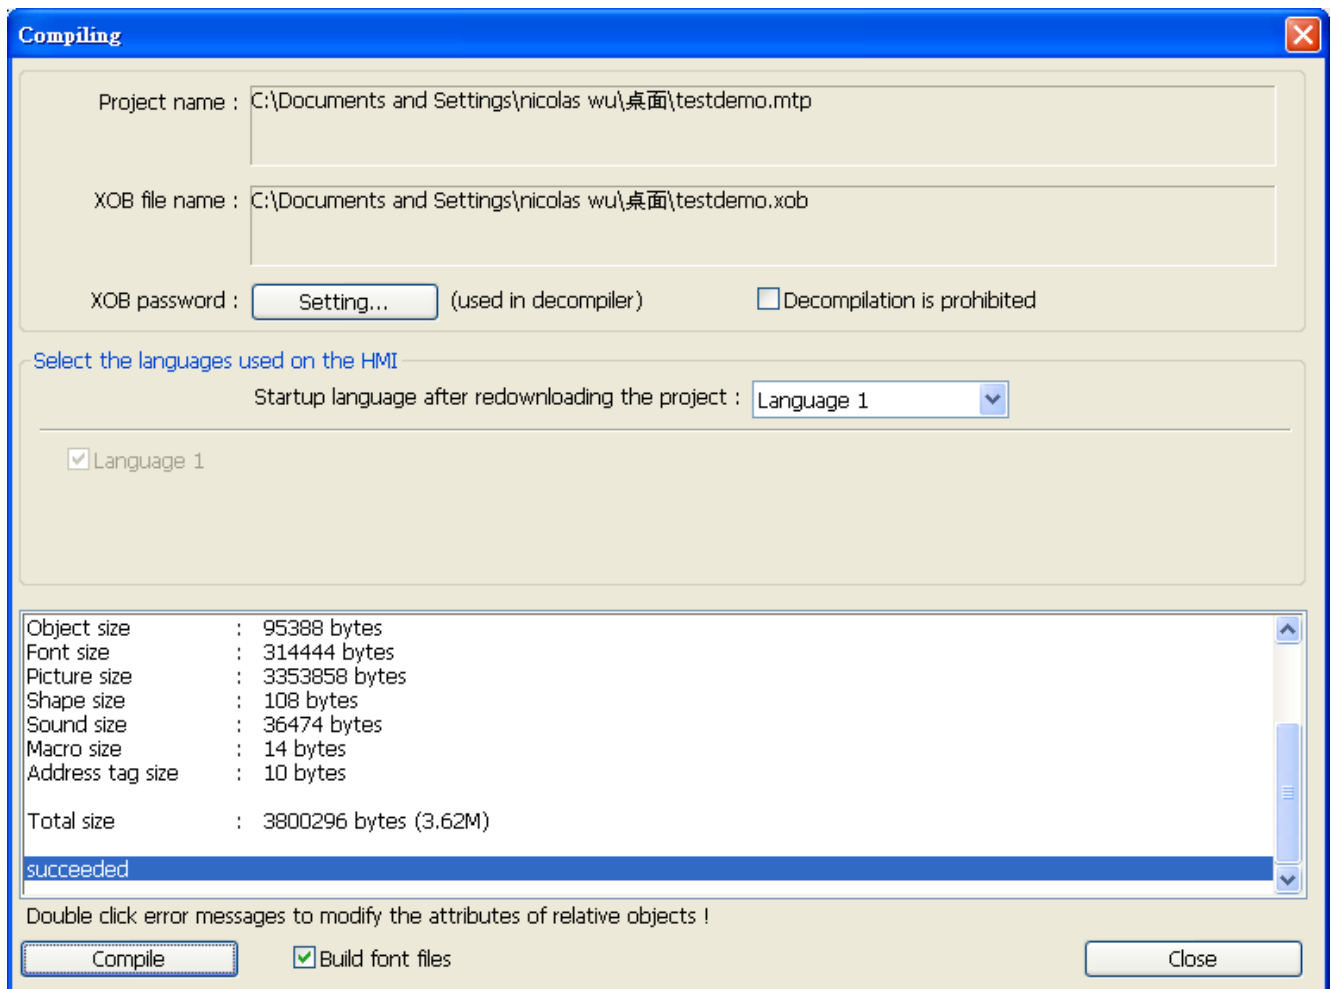 Compiling
Project name : C:\Documents and Settings\nicolas wu\桌面\testdemo.mtp
XOB file name : C:\Documents and Settings\nicolas wu\桌面\testdemo.xob
XOB password : Setting... (used in decompiler) Decompilation is prohibited
Select the languages used on the HMI
Startup language after redownloading the project : Language 1
Language 1
Object size : 95388 bytes
Font size : 314444 bytes
Picture size : 3353858 bytes
Shape size : 108 bytes
Sound size : 36474 bytes
Macro size : 14 bytes
Address tag size : 10 bytes
Total size : 3800296 bytes (3.62M)
succeeded
Double click error messages to modify the attributes of relative objects !
Compile Build font files Close